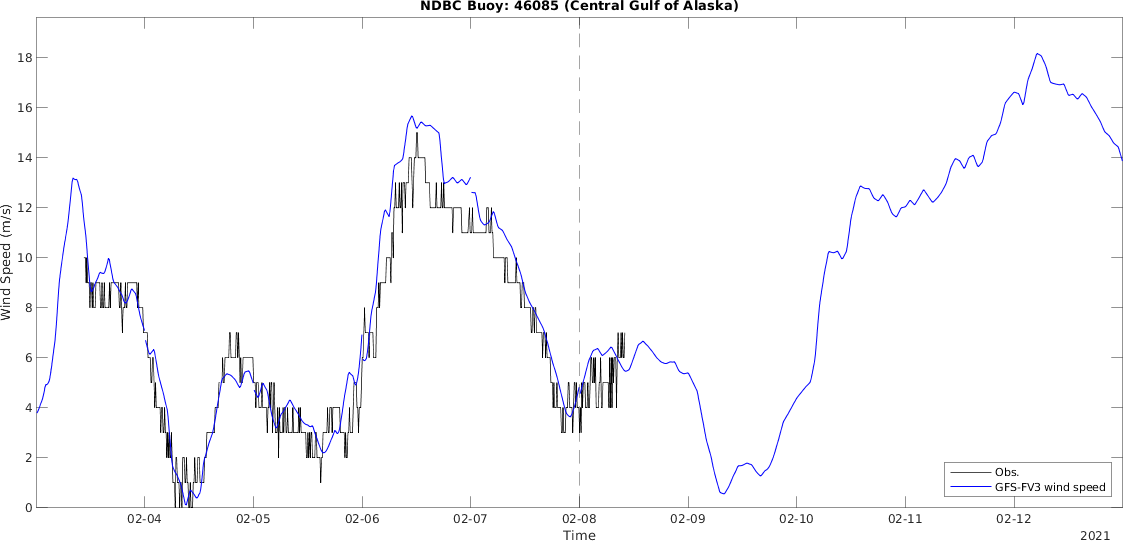 NDBC Buoy: 46085 (Central Gulf of Alaska)
18
16
14
12
10
8
6
4
2
0
Wind Speed (m/s)
Obs.
GFS-FV3 wind speed
02-04 02-05 02-06 02-07 02-08 02-09 02-10 02-11 02-12
Time
2021